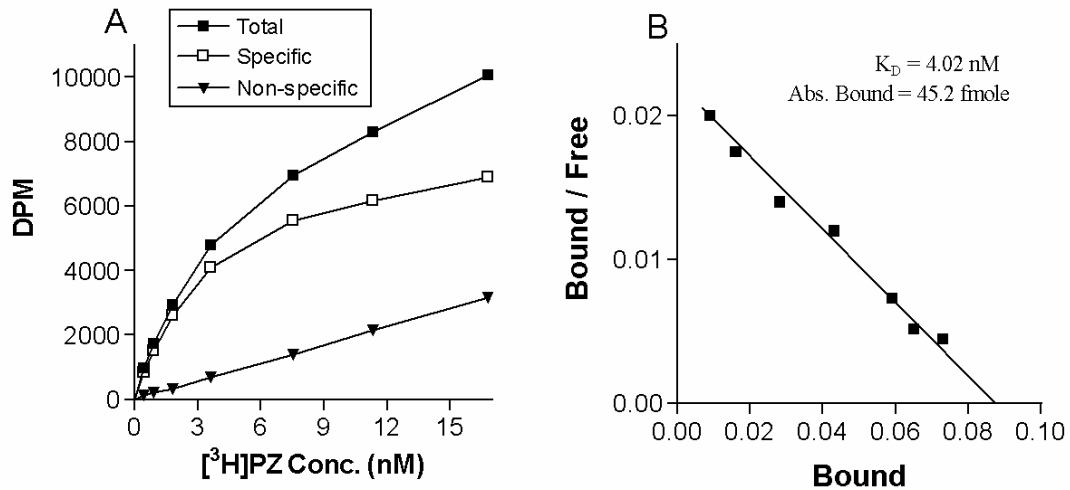 A
Total
Specific
Non-specific
10000
8000
6000
4000
2000
0
DPM
0 3 6 9 12 15
[³H]PZ Conc. (nM)
B
K_D = 4.02 nM
Abs. Bound = 45.2 fmole
0.02
0.01
0.00
Bound / Free
0.00 0.02 0.04 0.06 0.08 0.10
Bound